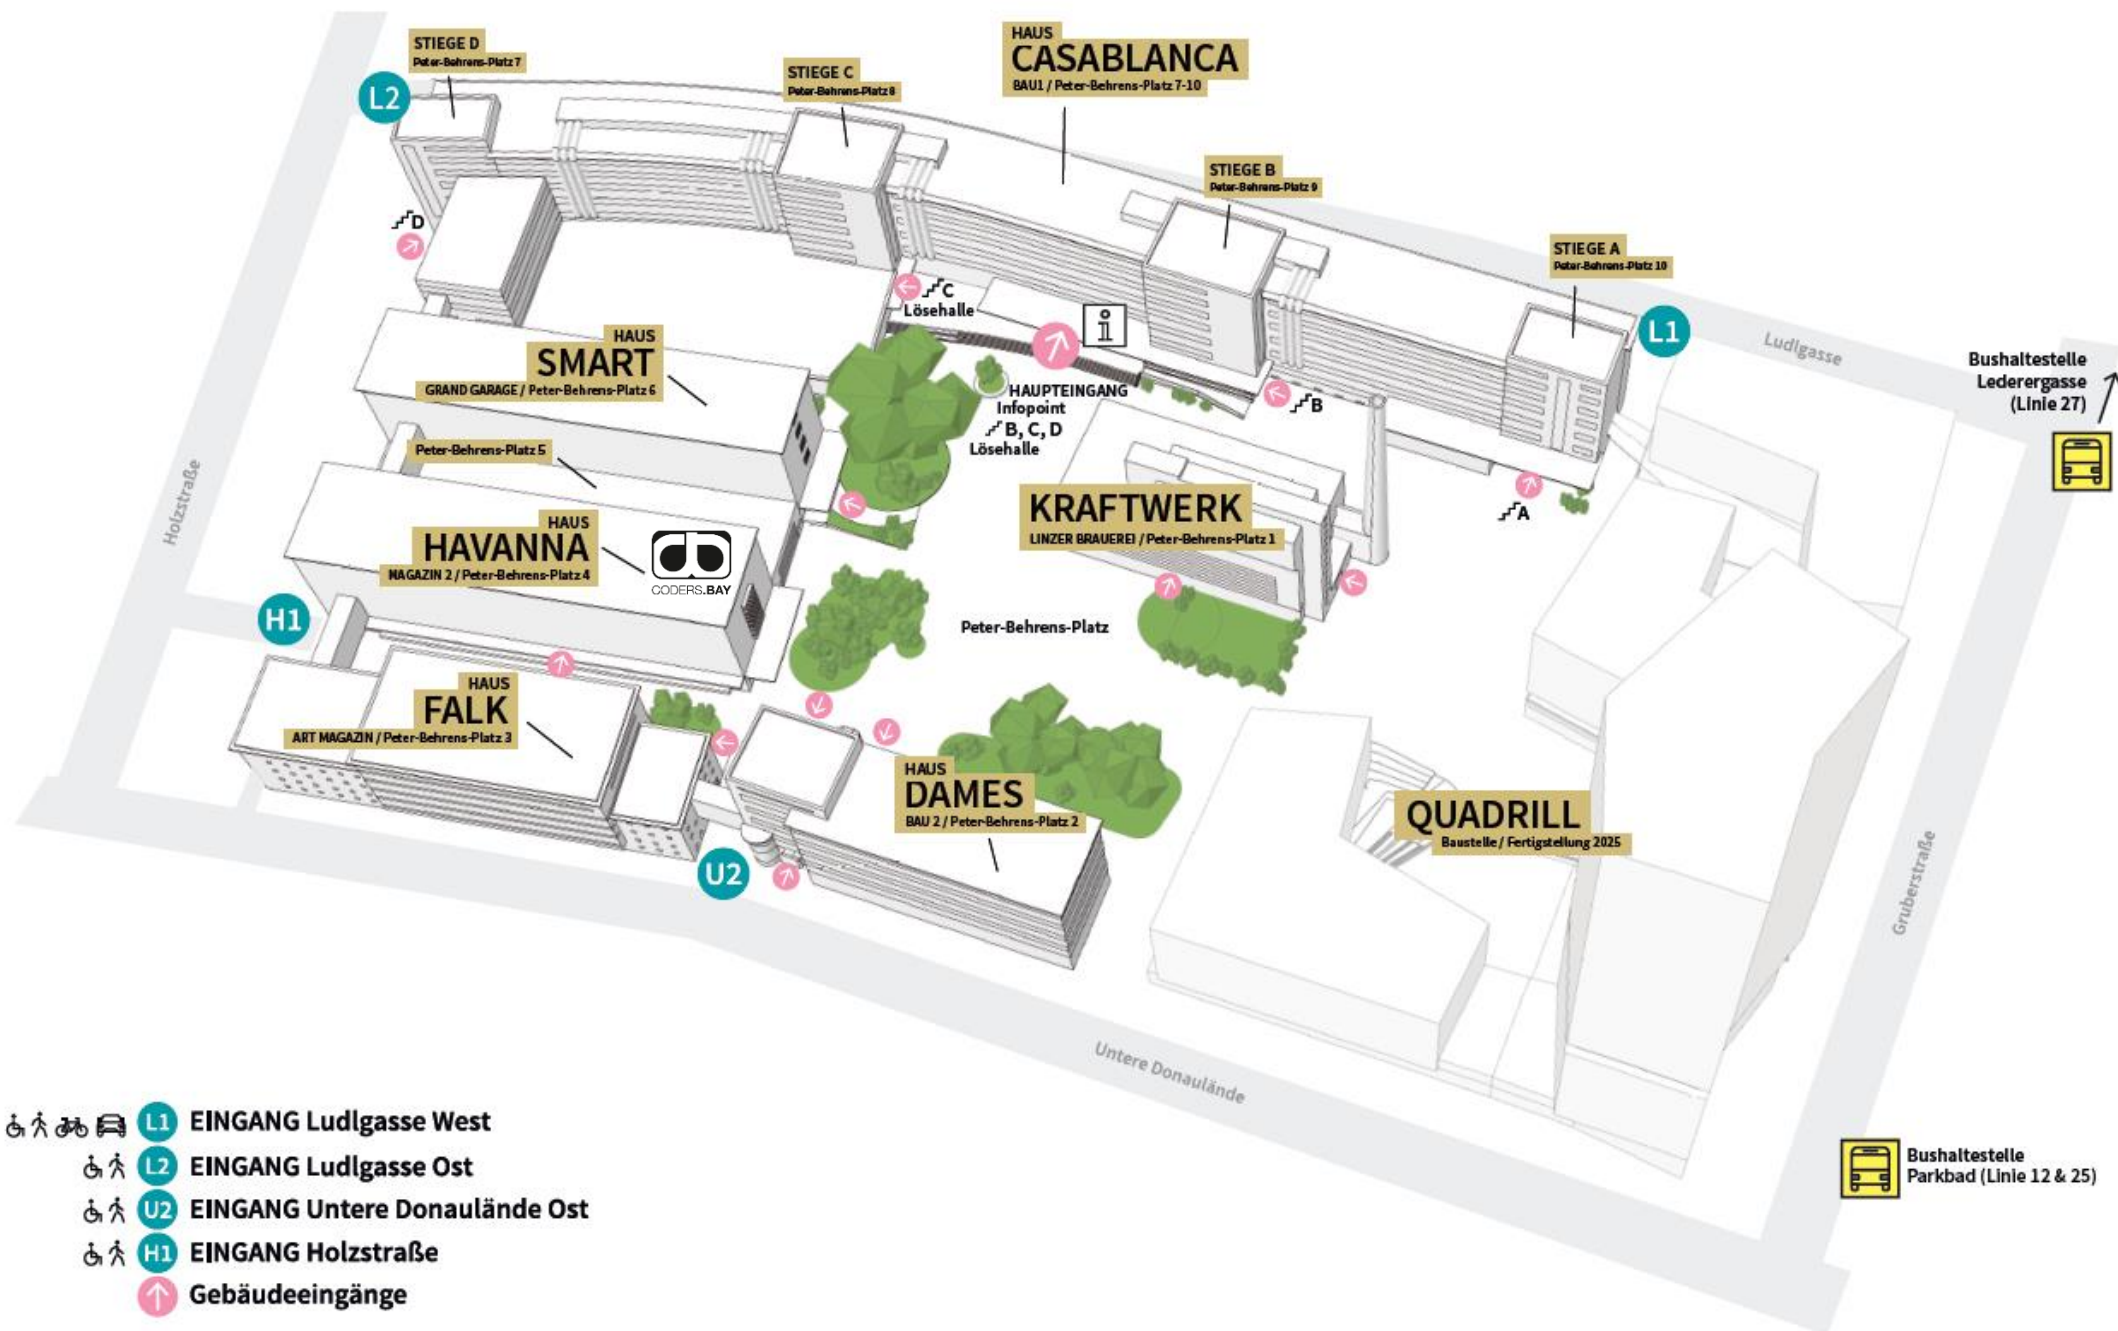 STIEGE D
Peter-Behrens-Platz 7
L2
STIEGE C
Peter-Behrens-Platz 8
HAUS
CASABLANCA
BAU1 / Peter-Behrens-Platz 7-10
STIEGE B
Peter-Behrens-Platz 9
STIEGE A
Peter-Behrens-Platz 10
L1
Ludlgasse
Bushaltestelle
Lederergasse
(Linie 27)
D
C
Lösehalle
i
HAUPTEINGANG
Infopoint
B, C, D
Lösehalle
B
A
HAUS
SMART
GRAND GARAGE / Peter-Behrens-Platz 6
Peter-Behrens-Platz 5
Holzstraße
HAUS
HAVANNA
MAGAZIN 2 / Peter-Behrens-Platz 4
CODERS.BAY
KRAFTWERK
LINZER BRAUEREI / Peter-Behrens-Platz 1
H1
Peter-Behrens-Platz
HAUS
FALK
ART MAGAZIN / Peter-Behrens-Platz 3
HAUS
DAMES
BAU 2 / Peter-Behrens-Platz 2
U2
QUADRILL
Baustelle / Fertigstellung 2025
Gruberstraße
Untere Donaulände
Bushaltestelle
Parkbad (Linie 12 & 25)
L1 EINGANG Ludlgasse West
L2 EINGANG Ludlgasse Ost
U2 EINGANG Untere Donaulände Ost
H1 EINGANG Holzstraße
Gebäudeeingänge